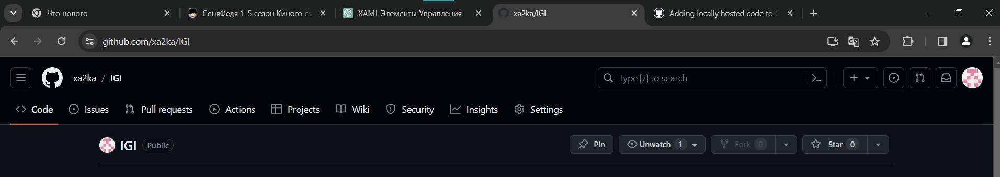 Что нового
СеняФедя 1-5 сезон Киного см
XAML Элементы Управления
xa2ka/IGI
Adding locally hosted code to G
github.com/xa2ka/IGI
xa2ka / IGI
Type / to search
Code Issues Pull requests Actions Projects Wiki Security Insights Settings
IGI Public
Pin Unwatch 1 Fork 0 Star 0